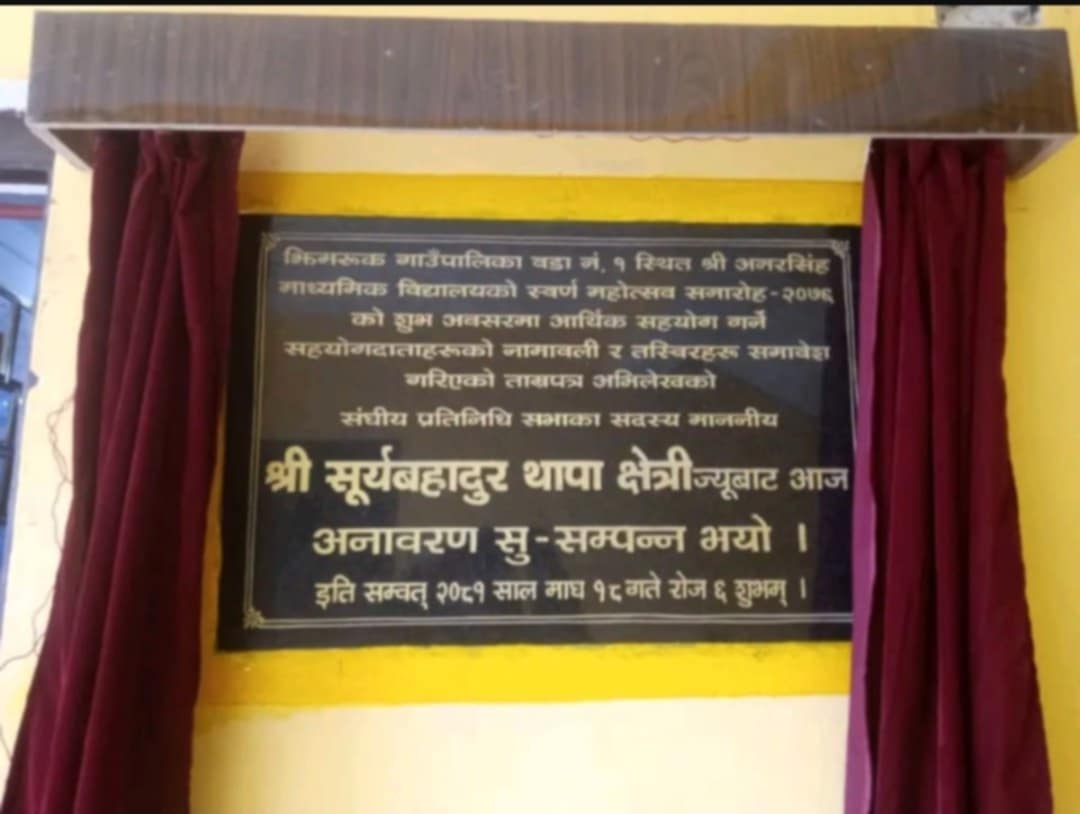 झिमरूक गाउँपालिका वडा नं. १ स्थित श्री अमरसिंह
माध्यमिक विद्यालयको स्वर्ण महोत्सव समारोह-२०७६
को शुभ अवसरमा आर्थिक सहयोग गर्ने
सहयोगदाताहरूको नामावली र तस्विरहरू समावेश
गरिएको ताम्रपत्र अभिलेखको
संघीय प्रतिनिधि सभाका सदस्य माननीय
श्री सूर्यबहादुर थापा क्षेत्रीज्यूबाट आज
अनावरण सु-सम्पन्न भयो ।
इति सम्वत् २०८१ साल माघ १८ गते रोज ६ शुभम् ।